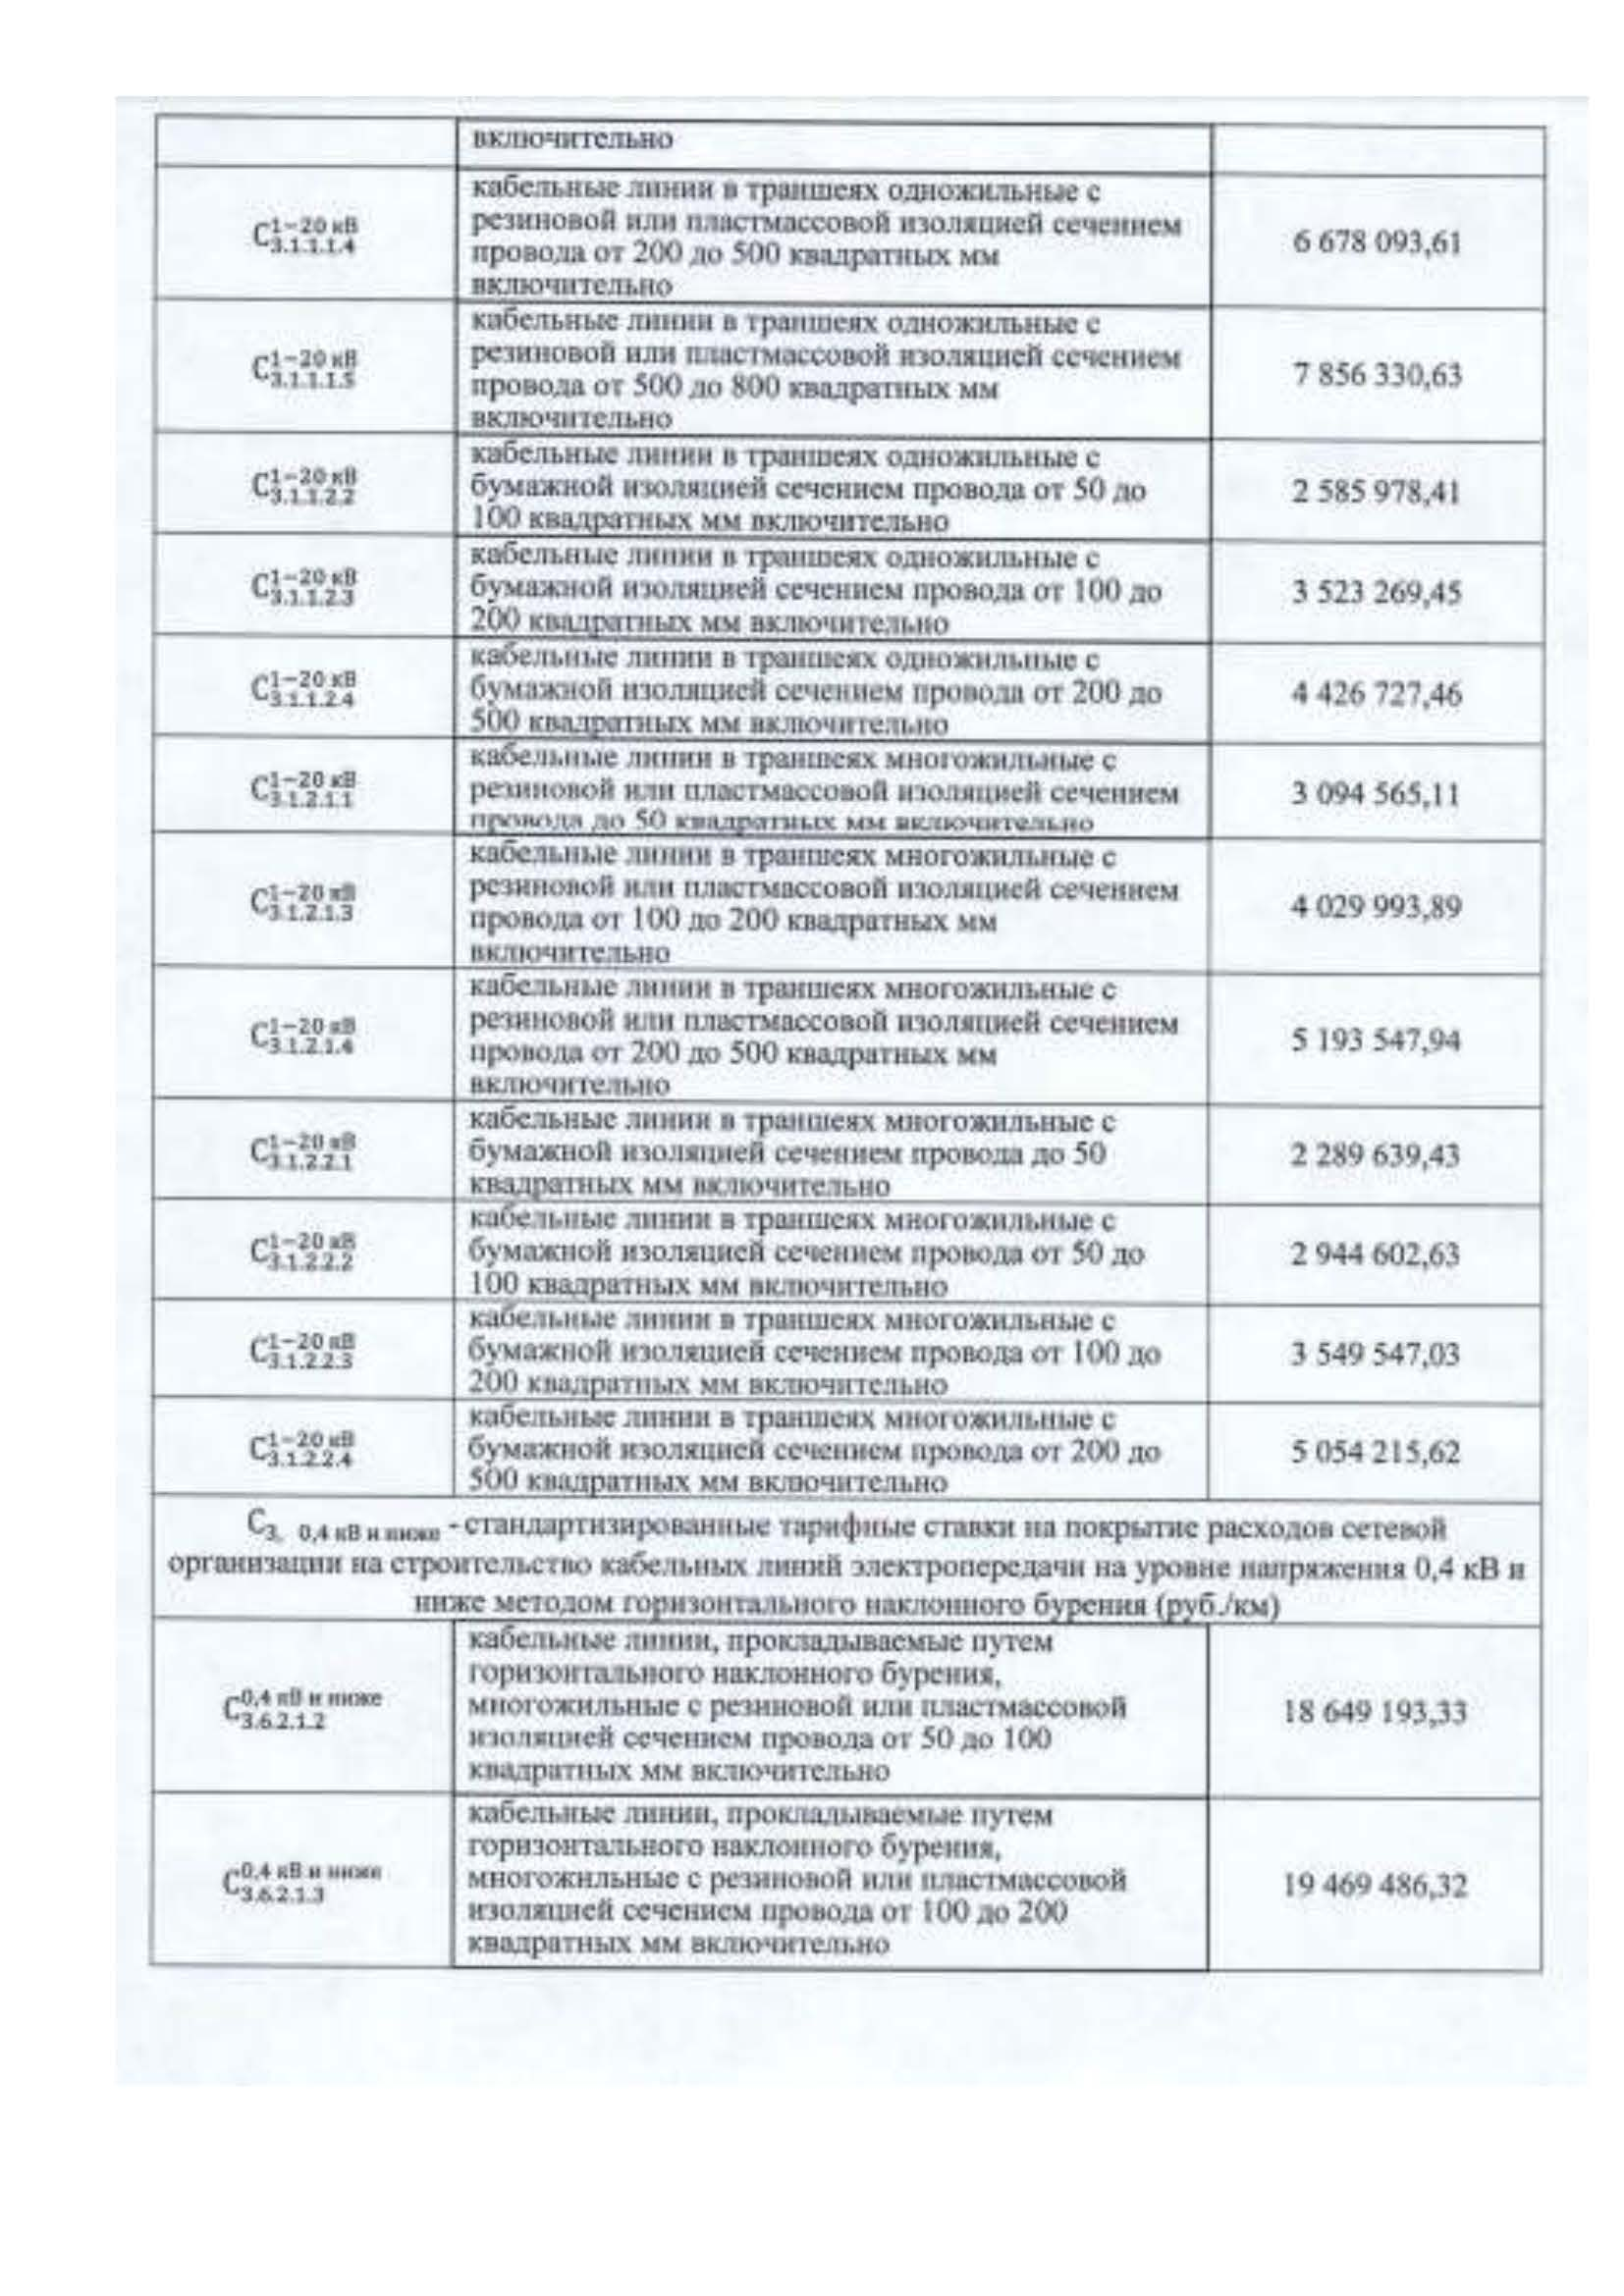 включительно
C 1−20 кВ 3.1.1.1.4
кабельные линии в траншеях одножильные с
резиновой или пластмассовой изоляцией сечением
провода от 200 до 500 квадратных мм
включительно
6 678 093,61
C 1−20 кВ 3.1.1.1.5
кабельные линии в траншеях одножильные с
резиновой или пластмассовой изоляцией сечением
провода от 500 до 800 квадратных мм
включительно
7 856 330,63
C 1−20 кВ 3.1.1.2.2
кабельные линии в траншеях одножильные с
бумажной изоляцией сечением провода от 50 до
100 квадратных мм включительно
2 585 978,41
C 1−20 кВ 3.1.1.2.3
кабельные линии в траншеях одножильные с
бумажной изоляцией сечением провода от 100 до
200 квадратных мм включительно
3 523 269,45
C 1−20 кВ 3.1.1.2.4
кабельные линии в траншеях одножильные с
бумажной изоляцией сечением провода от 200 до
500 квадратных мм включительно
4 426 727,46
C 1−20 кВ 3.1.2.1.1
кабельные линии в траншеях многожильные с
резиновой или пластмассовой изоляцией сечением
провода до 50 квадратных мм включительно
3 094 565,11
C 1−20 кВ 3.1.2.1.3
кабельные линии в траншеях многожильные с
резиновой или пластмассовой изоляцией сечением
провода от 100 до 200 квадратных мм
включительно
4 029 993,89
C 1−20 кВ 3.1.2.1.4
кабельные линии в траншеях многожильные с
резиновой или пластмассовой изоляцией сечением
провода от 200 до 500 квадратных мм
включительно
5 193 547,94
C 1−20 кВ 3.1.2.2.1
кабельные линии в траншеях многожильные с
бумажной изоляцией сечением провода до 50
квадратных мм включительно
2 289 639,43
C 1−20 кВ 3.1.2.2.2
кабельные линии в траншеях многожильные с
бумажной изоляцией сечением провода от 50 до
100 квадратных мм включительно
2 944 602,63
C 1−20 кВ 3.1.2.2.3
кабельные линии в траншеях многожильные с
бумажной изоляцией сечением провода от 100 до
200 квадратных мм включительно
3 549 547,03
C 1−20 кВ 3.1.2.2.4
кабельные линии в траншеях многожильные с
бумажной изоляцией сечением провода от 200 до
500 квадратных мм включительно
5 054 215,62
C3, 0,4 кВ и ниже - стандартизированные тарифные ставки на покрытие расходов сетевой
организации на строительство кабельных линий электропередачи на уровне напряжения 0,4 кВ и
ниже методом горизонтального наклонного бурения (руб./км)
C 0,4 кВ и ниже 3.6.2.1.2
кабельные линии, прокладываемые путем
горизонтального наклонного бурения,
многожильные с резиновой или пластмассовой
изоляцией сечением провода от 50 до 100
квадратных мм включительно
18 649 193,33
C 0,4 кВ и ниже 3.6.2.1.3
кабельные линии, прокладываемые путем
горизонтального наклонного бурения,
многожильные с резиновой или пластмассовой
изоляцией сечением провода от 100 до 200
квадратных мм включительно
19 469 486,32